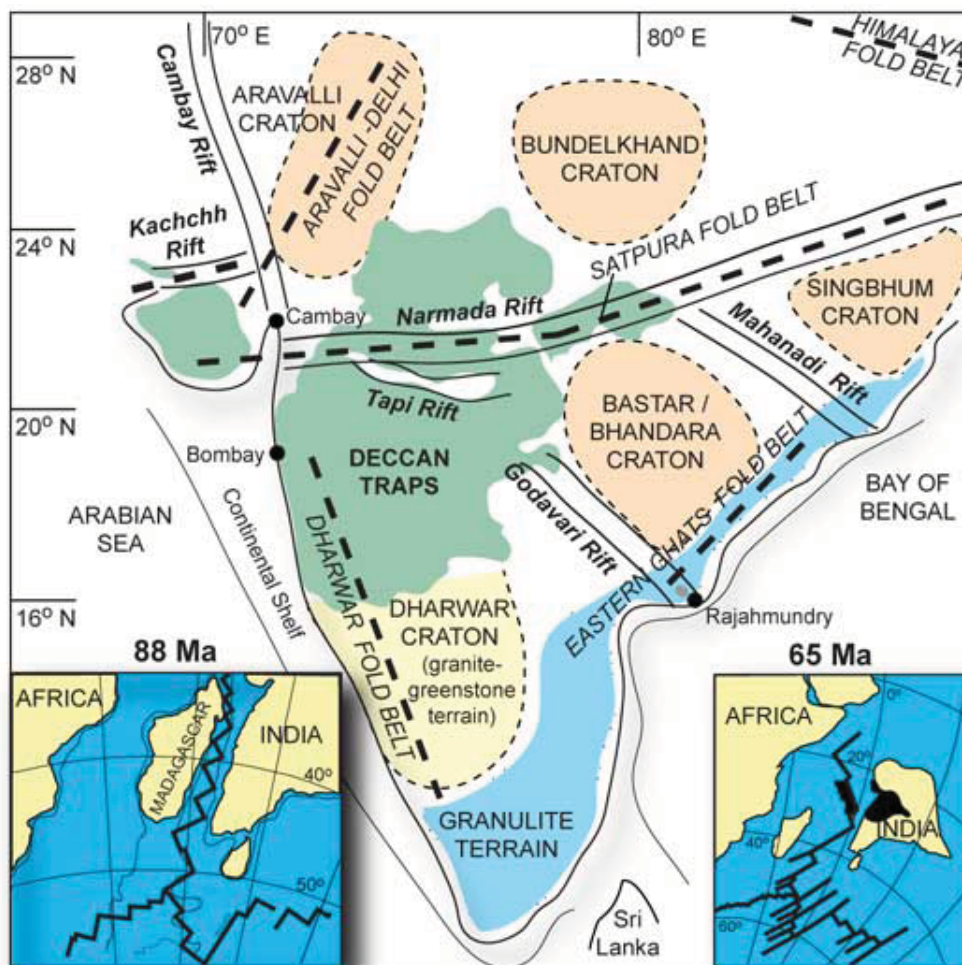 70° E
80° E
28° N
24° N
20° N
16° N
Cambay Rift
ARAVALLI
CRATON
ARAVALLI-DELHI
FOLD BELT
HIMALAYA
FOLD BELT
BUNDELKHAND
CRATON
Kachchh
Rift
SATPURA FOLD BELT
SINGBHUM
CRATON
Cambay
Narmada Rift
Mahanadi Rift
Tapi Rift
BASTAR /
BHANDARA
CRATON
Bombay
DECCAN
TRAPS
Godavari Rift
EASTERN GHATS FOLD BELT
BAY OF
BENGAL
ARABIAN
SEA
Continental Shelf
DHARWAR FOLD BELT
DHARWAR
CRATON
(granite-
greenstone
terrain)
Rajahmundry
GRANULITE
TERRAIN
Sri
Lanka
88 Ma
AFRICA
MADAGASCAR
INDIA
40°
50°
65 Ma
AFRICA
0°
20°
INDIA
40°
60°